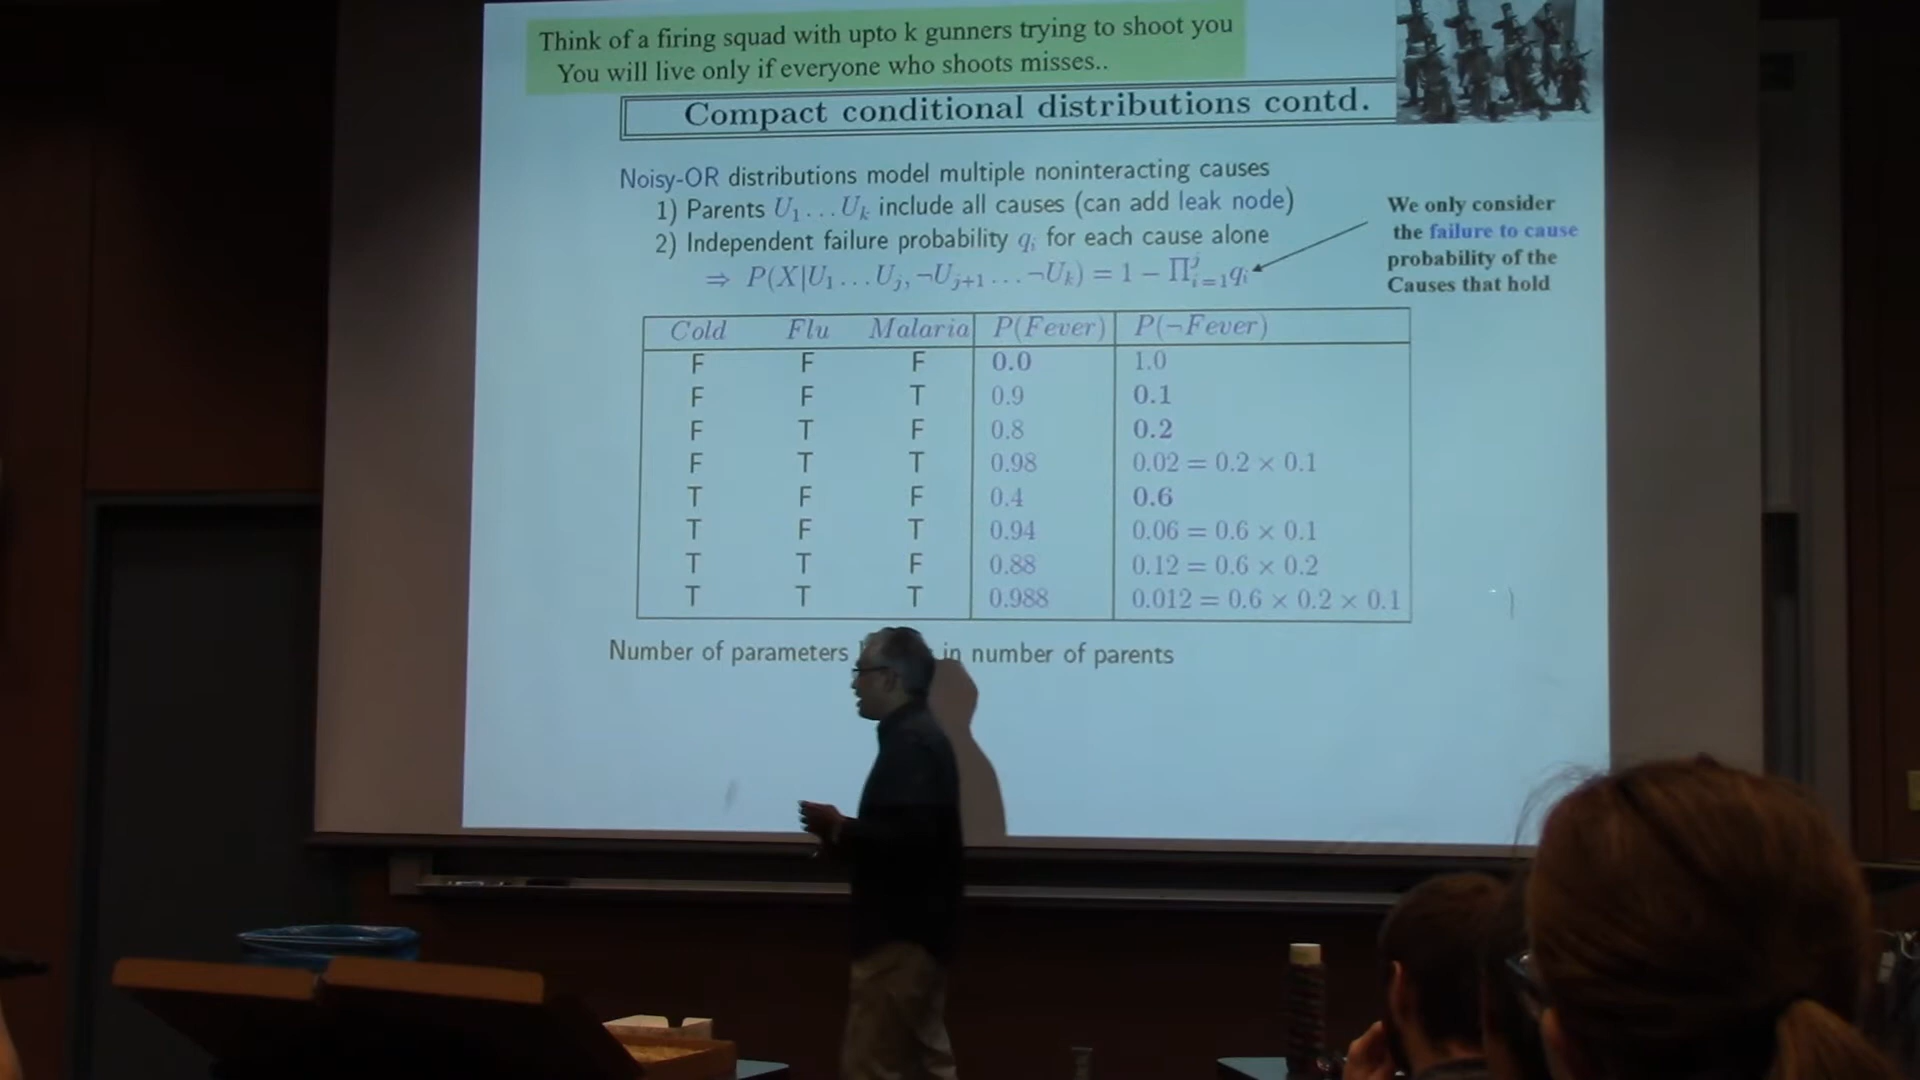 Think of a firing squad with upto k gunners trying to shoot you
You will live only if everyone who shoots misses..
Compact conditional distributions contd.
Noisy-OR distributions model multiple noninteracting causes
1) Parents U₁ . . . Uₖ include all causes (can add leak node)
2) Independent failure probability qᵢ for each cause alone
⇒ P(X|U₁ . . . Uⱼ, ¬Uⱼ₊₁ . . . ¬Uₖ) = 1 − Πʲᵢ₌₁qᵢ
We only consider
the failure to cause
probability of the
Causes that hold
Cold Flu Malaria P(Fever) P(¬Fever)
F F F 0.0 1.0
F F T 0.9 0.1
F T F 0.8 0.2
F T T 0.98 0.02 = 0.2 × 0.1
T F F 0.4 0.6
T F T 0.94 0.06 = 0.6 × 0.1
T T F 0.88 0.12 = 0.6 × 0.2
T T T 0.988 0.012 = 0.6 × 0.2 × 0.1
Number of parameters in number of parents